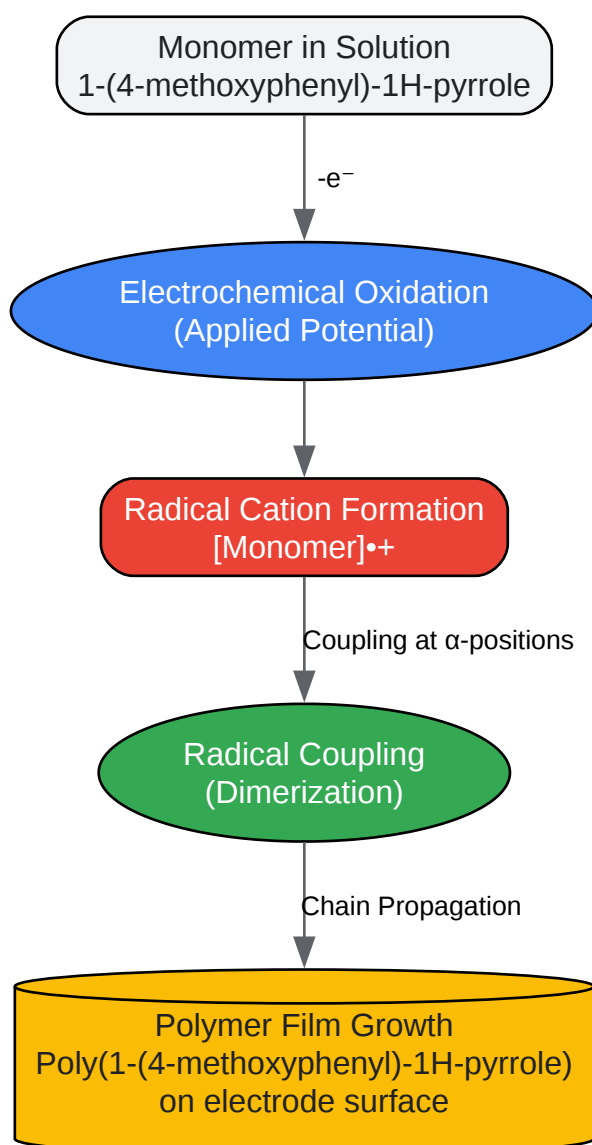 Monomer in Solution
1-(4-methoxyphenyl)-1H-pyrrole
-e⁻
Electrochemical Oxidation
(Applied Potential)
Radical Cation Formation
[Monomer]•+
Coupling at α-positions
Radical Coupling
(Dimerization)
Chain Propagation
Polymer Film Growth
Poly(1-(4-methoxyphenyl)-1H-pyrrole)
on electrode surface